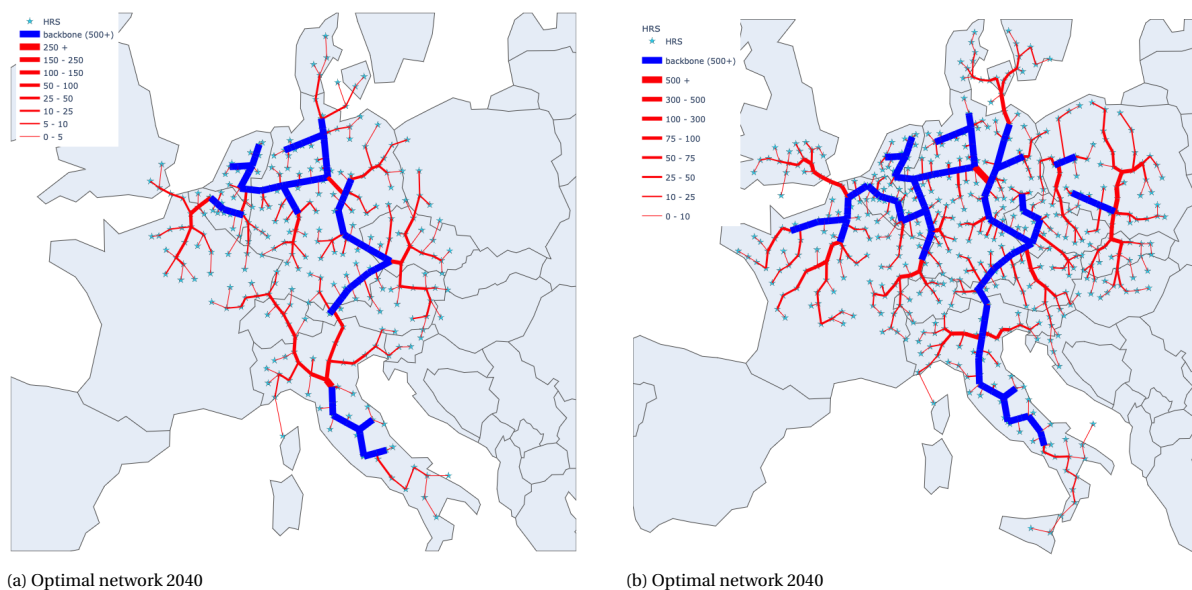 HRS
backbone (500+)
250 +
150 - 250
100 - 150
50 - 100
25 - 50
10 - 25
5 - 10
0 - 5
(a) Optimal network 2040
HRS
HRS
backbone (500+)
500 +
300 - 500
100 - 300
75 - 100
50 - 75
25 - 50
10 - 25
0 - 10
(b) Optimal network 2040